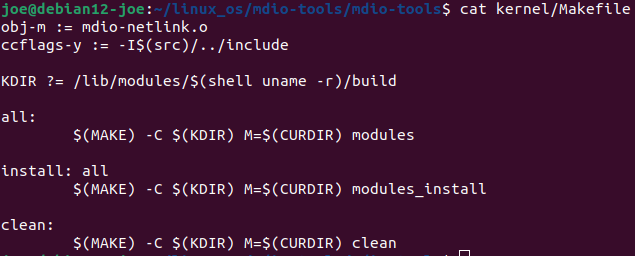 joe@debian12-joe:~/linux_os/mdio-tools/mdio-tools$ cat kernel/Makefile
obj-m := mdio-netlink.o
ccflags-y := -I$(src)/../include
KDIR ?= /lib/modules/$(shell uname -r)/build
all:
        $(MAKE) -C $(KDIR) M=$(CURDIR) modules
install: all
        $(MAKE) -C $(KDIR) M=$(CURDIR) modules_install
clean:
        $(MAKE) -C $(KDIR) M=$(CURDIR) clean